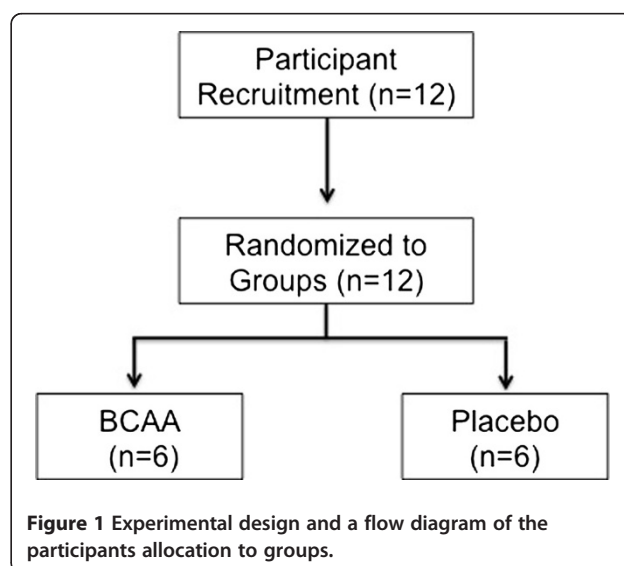 Participant
Recruitment (n=12)
Randomized to
Groups (n=12)
BCAA
(n=6)
Placebo
(n=6)
Figure 1 Experimental design and a flow diagram of the
participants allocation to groups.